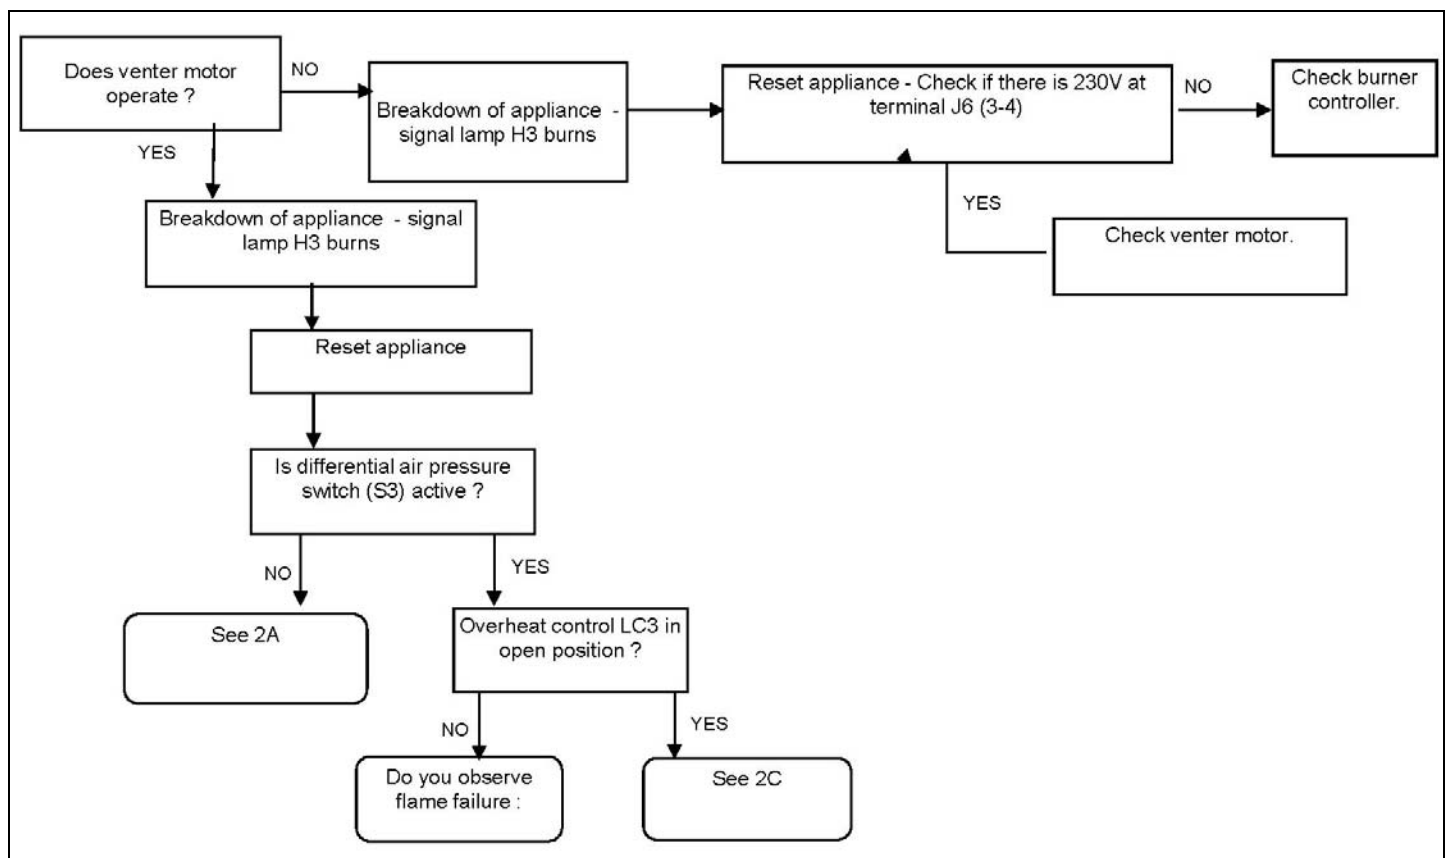 Does venter motor
operate ?
NO
Breakdown of appliance -
signal lamp H3 burns
Reset appliance - Check if there is 230V at
terminal J6 (3-4)
NO
Check burner
controller.
YES
YES
Check venter motor.
Breakdown of appliance - signal
lamp H3 burns
Reset appliance
Is differential air pressure
switch (S3) active ?
NO
YES
See 2A
Overheat control LC3 in
open position ?
NO
YES
Do you observe
flame failure :
See 2C